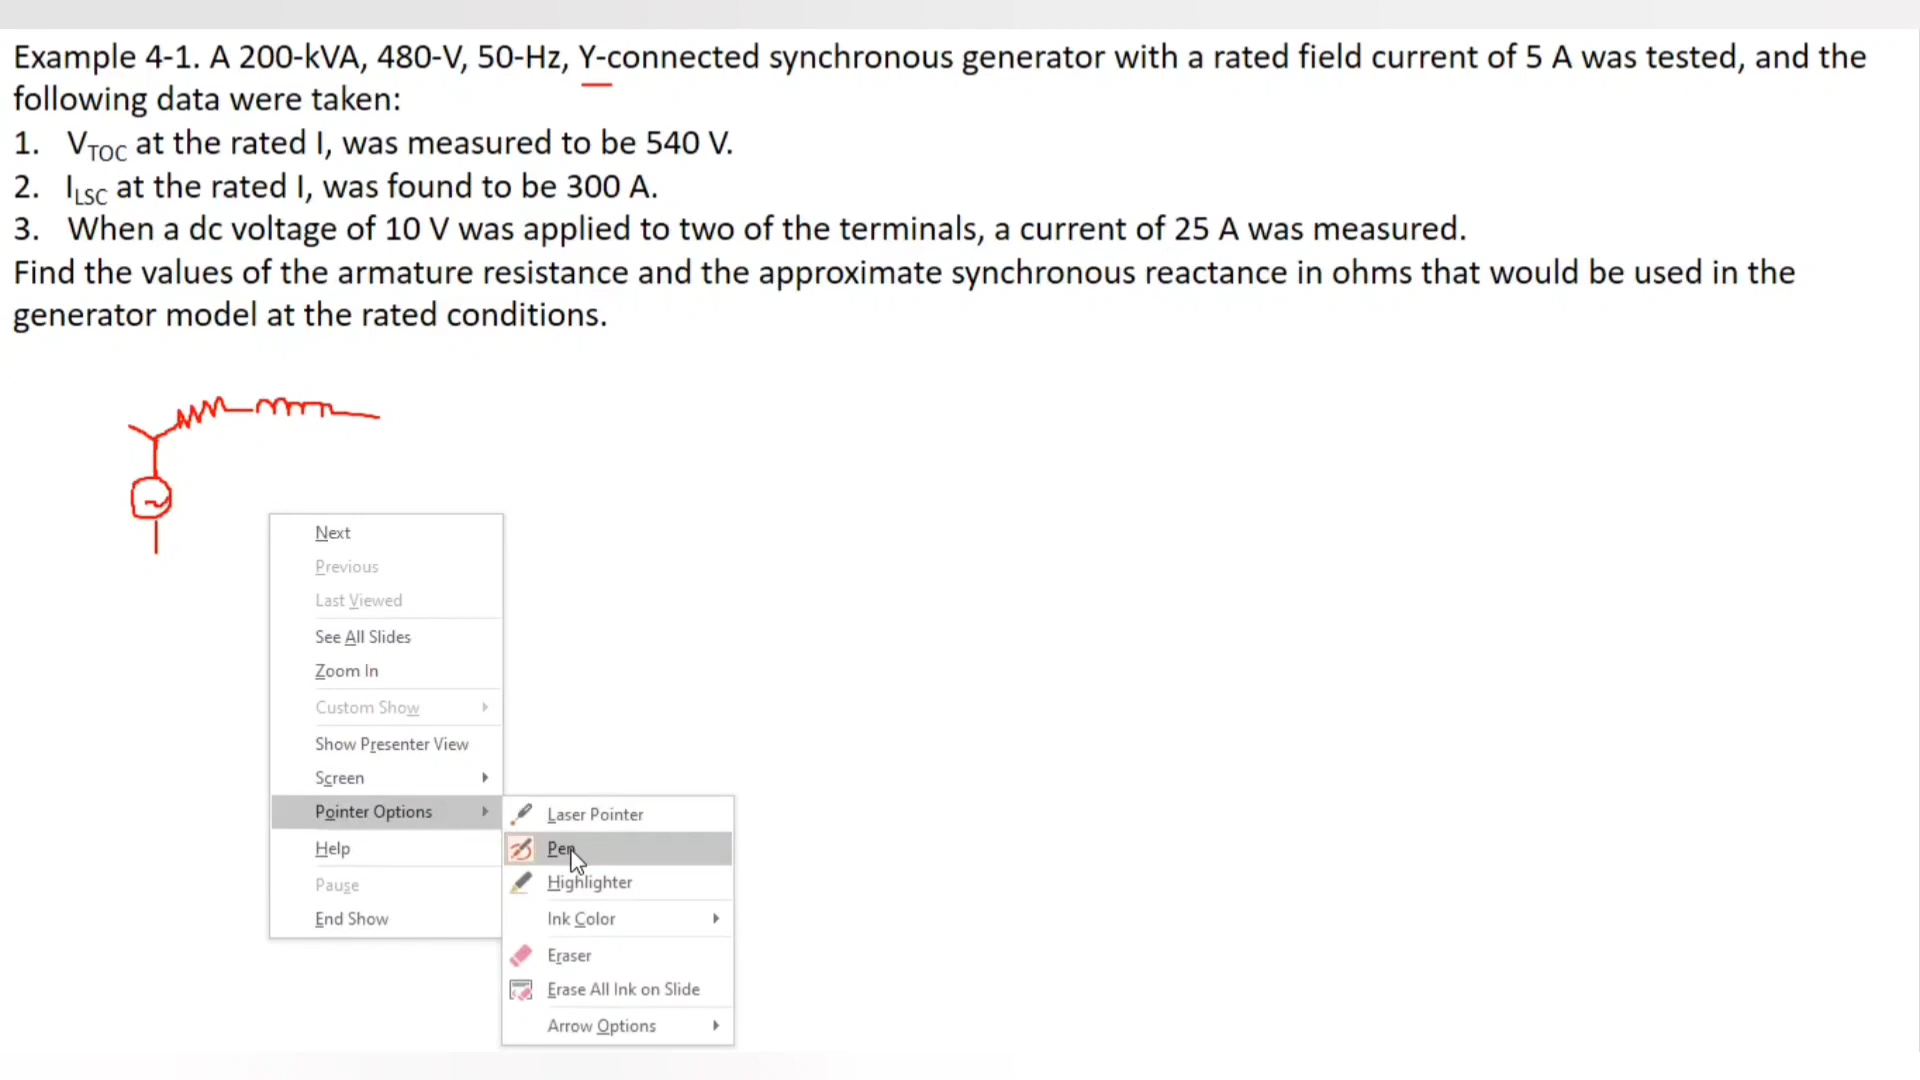 Example 4-1. A 200-kVA, 480-V, 50-Hz, Y-connected synchronous generator with a rated field current of 5 A was tested, and the
following data were taken:
1. VTOC at the rated I, was measured to be 540 V.
2. ILSC at the rated I, was found to be 300 A.
3. When a dc voltage of 10 V was applied to two of the terminals, a current of 25 A was measured.
Find the values of the armature resistance and the approximate synchronous reactance in ohms that would be used in the
generator model at the rated conditions.
Next
Previous
Last Viewed
See All Slides
Zoom In
Custom Show
Show Presenter View
Screen
Pointer Options
Help
Pause
End Show
Laser Pointer
Pen
Highlighter
Ink Color
Eraser
Erase All Ink on Slide
Arrow Options